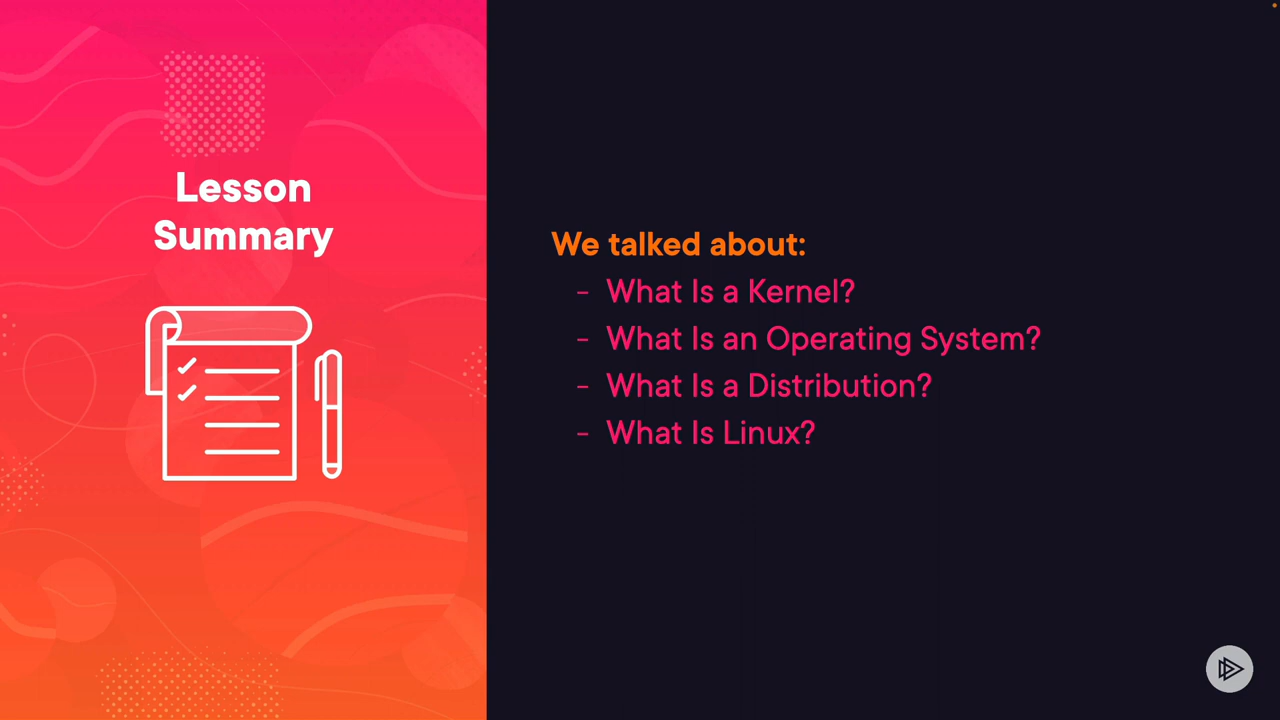 Lesson
Summary
We talked about:
- What Is a Kernel?
- What Is an Operating System?
- What Is a Distribution?
- What Is Linux?